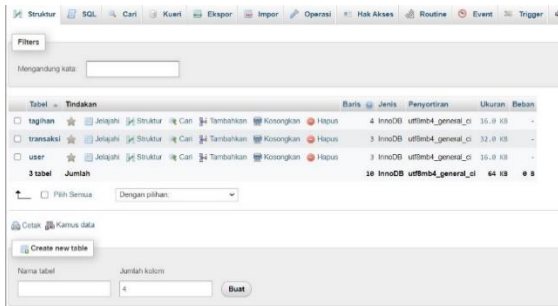 Struktur SQL Cari Kueri Ekspor Impor Operasi Hak Akses Routine Event Trigger
Filters
Mengandung kata:
Tabel Tindakan Baris Jenis Penyortiran Ukuran Beban
tagihan Jelajahi Struktur Cari Tambahkan Kosongkan Hapus 4 InnoDB utf8mb4_general_ci 16.0 KB -
transaksi Jelajahi Struktur Cari Tambahkan Kosongkan Hapus 3 InnoDB utf8mb4_general_ci 32.0 KB -
user Jelajahi Struktur Cari Tambahkan Kosongkan Hapus 3 InnoDB utf8mb4_general_ci 16.0 KB -
3 tabel Jumlah 10 InnoDB utf8mb4_general_ci 64 KB 0 B
Pilih Semua Dengan pilihan:
Cetak Kamus data
Create new table
Nama tabel Jumlah kolom
4 Buat